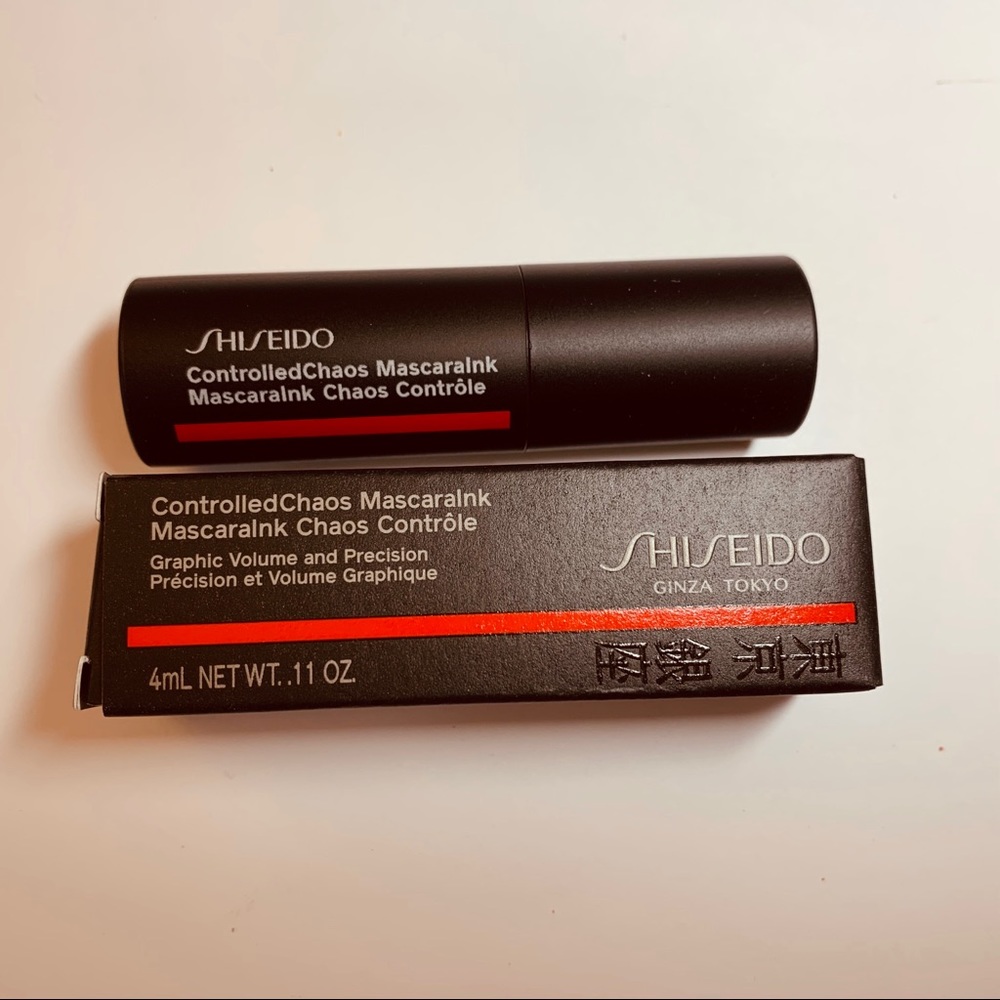 SHISEIDO
ControlledChaos MascaraInk
MascaraInk Chaos Contrôle
ControlledChaos MascaraInk
MascaraInk Chaos Contrôle
Graphic Volume and Precision
Précision et Volume Graphique
SHISEIDO
GINZA TOKYO
4mL NET WT. .11 OZ.
東京銀座